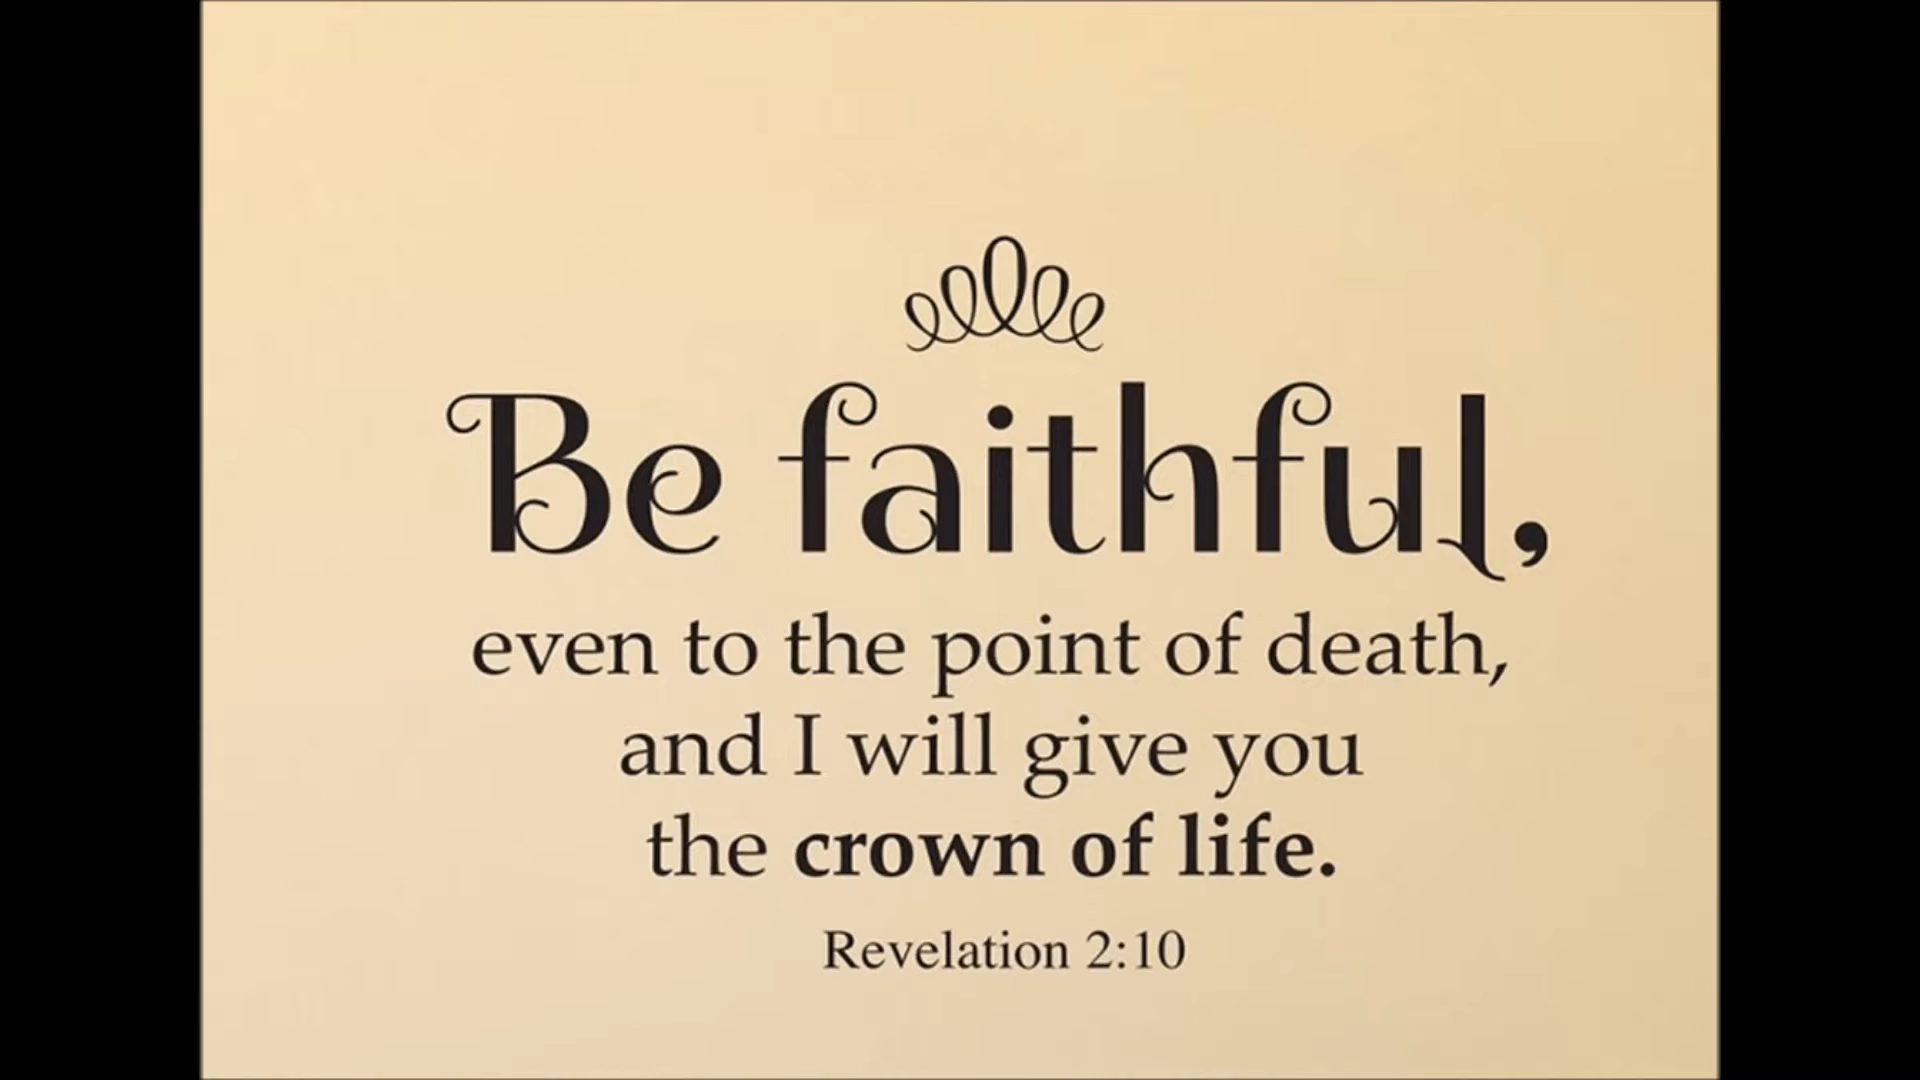 Be faithful,
even to the point of death,
and I will give you
the crown of life.
Revelation 2:10